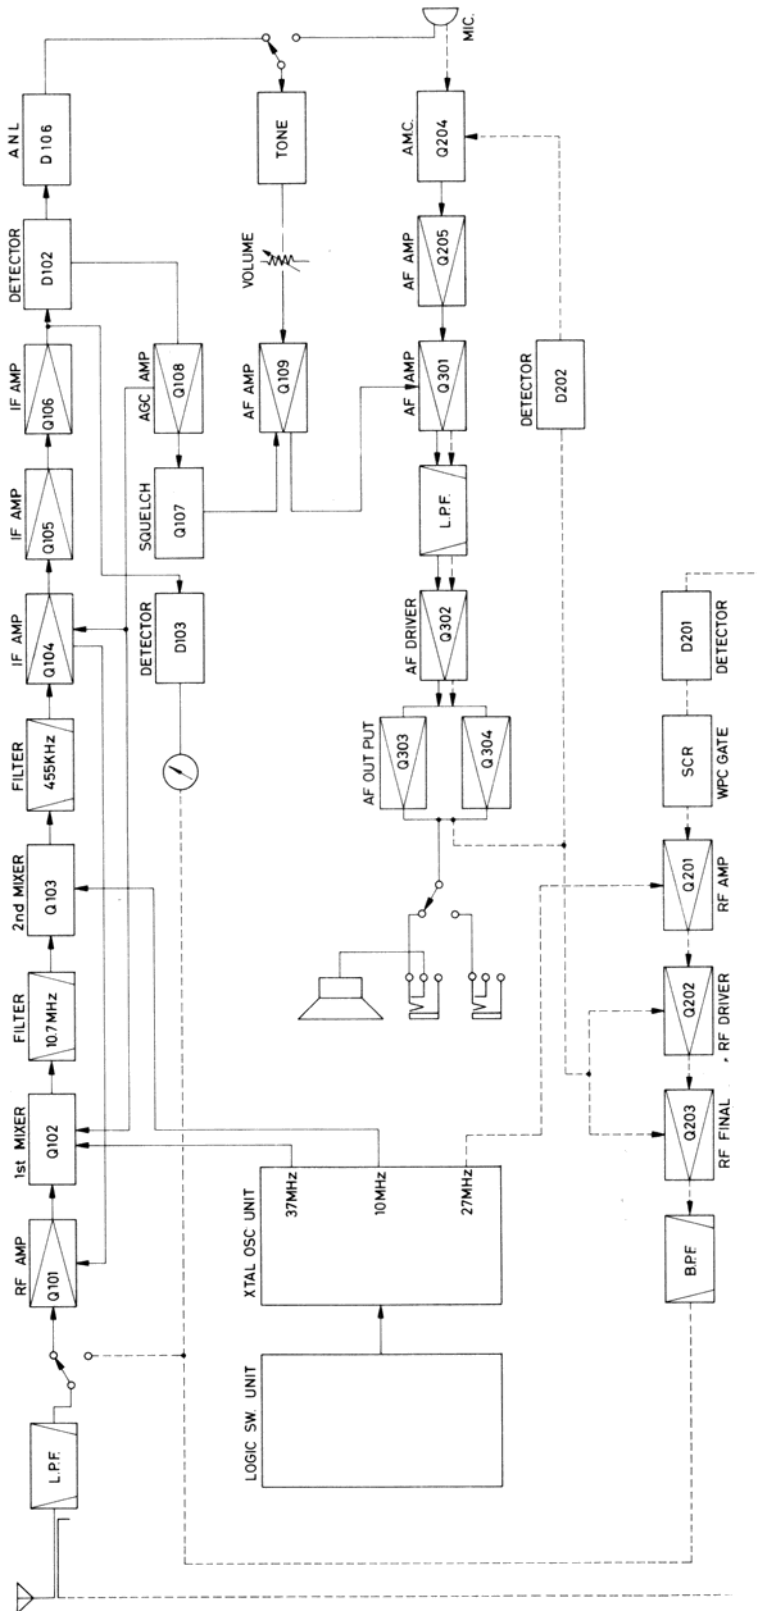 L.P.F.
RF AMP
Q101
1st MIXER
Q102
FILTER
10.7MHz
2nd MIXER
Q103
FILTER
455KHz
IF AMP
Q104
IF AMP
Q105
IF AMP
Q106
DETECTOR
D102
ANL
D106
DETECTOR
D103
SQUELCH
Q107
AGC AMP
Q108
AF AMP
Q109
VOLUME
TONE
MIC.
LOGIC SW. UNIT
XTAL OSC UNIT
37MHz
10MHz
27MHz
AF OUT PUT
Q303
Q304
AF DRIVER
Q302
L.P.F.
AF AMP
Q301
AF AMP
Q205
A.M.C.
Q204
DETECTOR
D202
B.P.F.
Q203
RF FINAL
Q202
RF DRIVER
Q201
RF AMP
SCR
WPC GATE
D201
DETECTOR